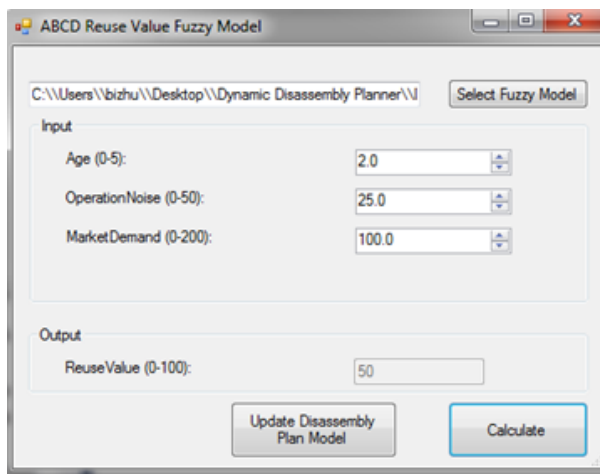 ABCD Reuse Value Fuzzy Model
C:\\Users\\bizhu\\Desktop\\Dynamic Disassembly Planner\\I
Select Fuzzy Model
Input
Age (0-5):
2.0
OperationNoise (0-50):
25.0
MarketDemand (0-200):
100.0
Output
ReuseValue (0-100):
50
Update Disassembly
Plan Model
Calculate